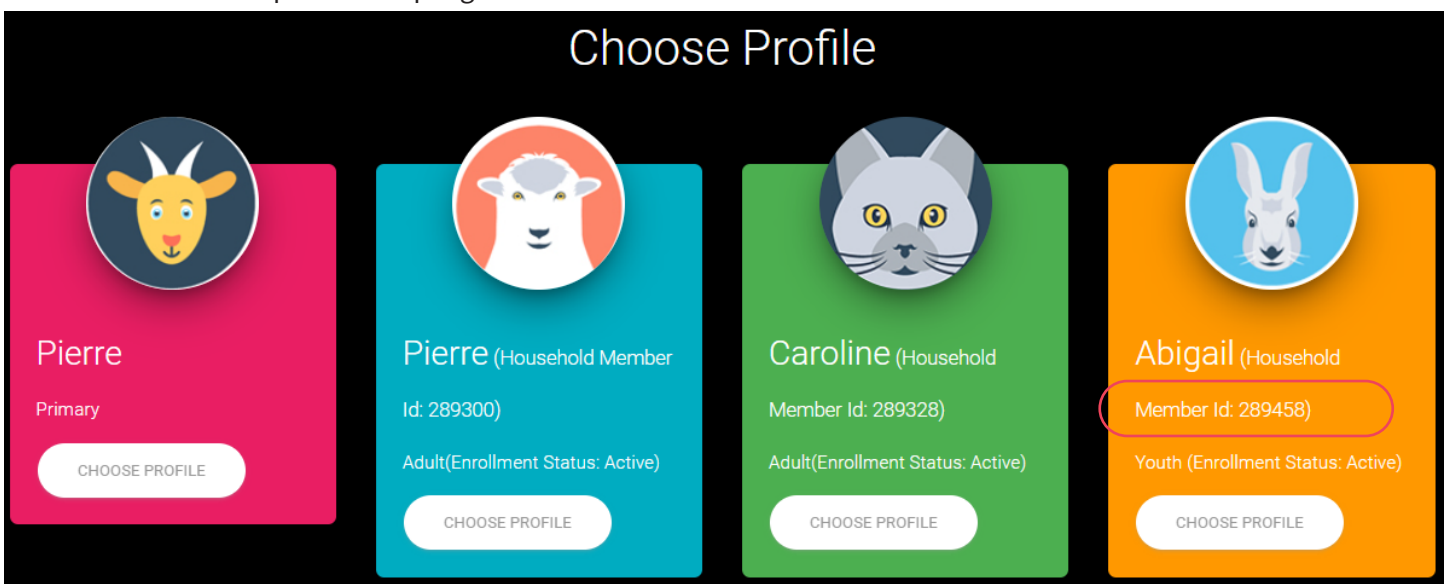 Choose Profile
Pierre
Primary
CHOOSE PROFILE
Pierre (Household Member
Id: 289300)
Adult(Enrollment Status: Active)
CHOOSE PROFILE
Caroline (Household
Member Id: 289328)
Adult(Enrollment Status: Active)
CHOOSE PROFILE
Abigail (Household
Member Id: 289458)
Youth (Enrollment Status: Active)
CHOOSE PROFILE